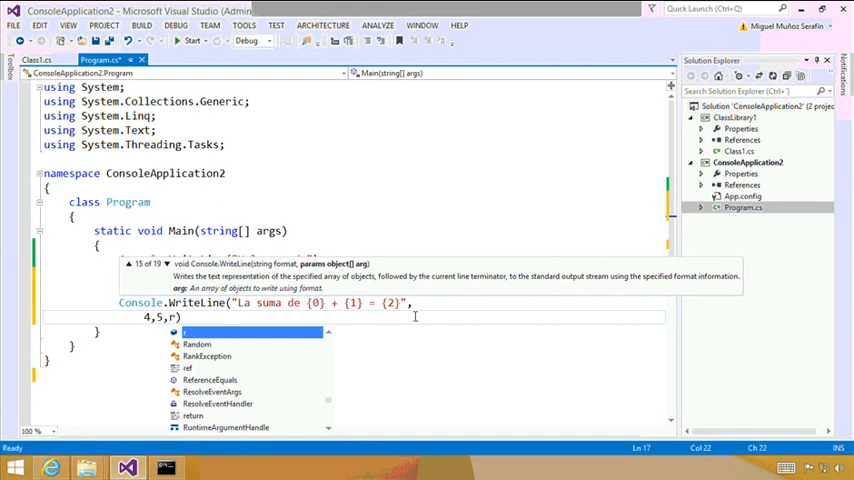 ConsoleApplication2 - Microsoft Visual Studio (Admin
Quick Launch (Ctrl+Q)
FILE EDIT VIEW PROJECT BUILD DEBUG TEAM TOOLS TEST ARCHITECTURE ANALYZE WINDOW HELP
Miguel Muñoz Serafín
Start Debug
Toolbox
Class1.cs Program.cs*
ConsoleApplication2.Program Main(string[] args)
using System;
using System.Collections.Generic;
using System.Linq;
using System.Text;
using System.Threading.Tasks;
namespace ConsoleApplication2
{
class Program
{
static void Main(string[] args)
{
15 of 19 void Console.WriteLine(string format, params object[] arg)
Writes the text representation of the specified array of objects, followed by the current line terminator, to the standard output stream using the specified format information.
arg: An array of objects to write using format.
Console.WriteLine("La suma de {0} + {1} = {2}",
4,5,r)
}
}
}
r
Random
RankException
ref
ReferenceEquals
ResolveEventArgs
ResolveEventHandler
return
RuntimeArgumentHandle
Solution Explorer
Search Solution Explorer (Ctrl+
Solution 'ConsoleApplication2' (2 projec
ClassLibrary1
Properties
References
Class1.cs
ConsoleApplication2
Properties
References
App.config
Program.cs
Notifications
100 %
Ready Ln 17 Col 22 Ch 22 INS